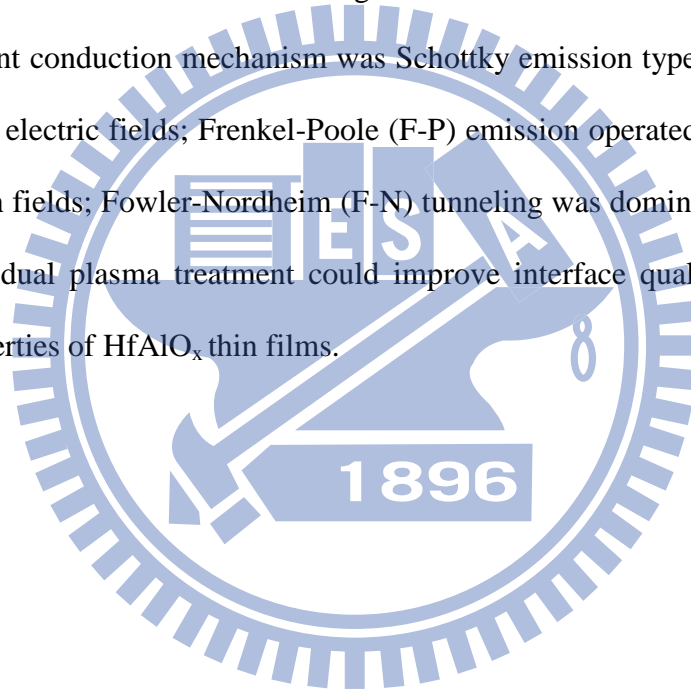 nt conduction mechanism was Schottky emission type
electric fields; Frenkel-Poole (F-P) emission operated
n fields; Fowler-Nordheim (F-N) tunneling was domin
dual plasma treatment could improve interface qual
erties of HfAlOₓ thin films.
E S A
1896